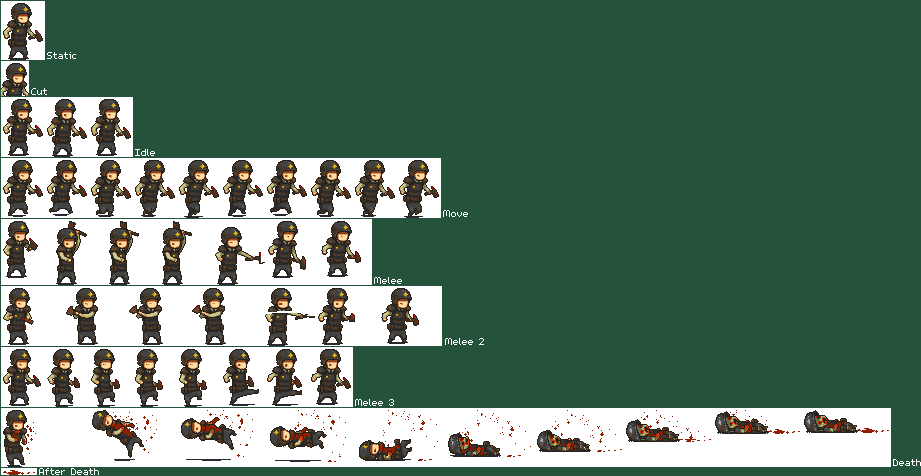 Static
Cut
Idle
Move
Melee
Melee 2
Melee 3
Death
After Death